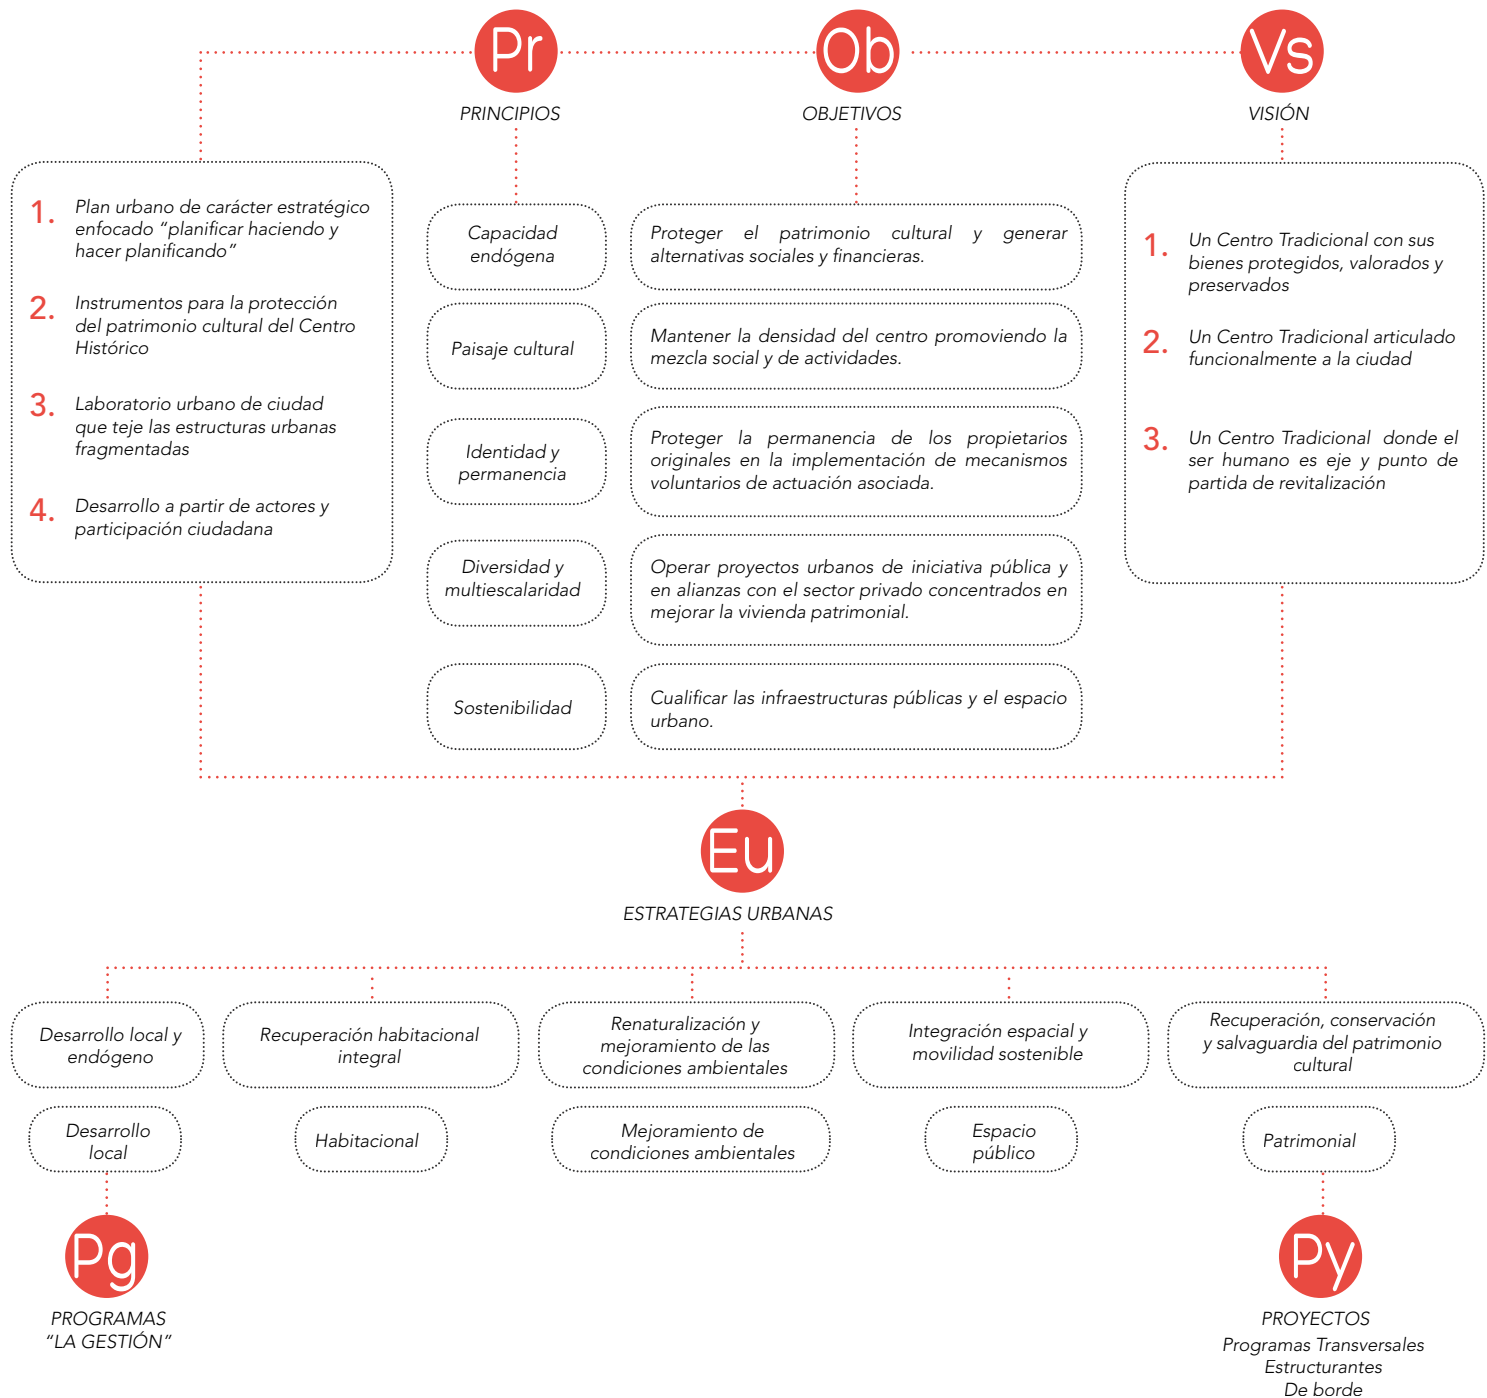 Pr
Ob
Vs
PRINCIPIOS
OBJETIVOS
VISIÓN
1. Plan urbano de carácter estratégico
enfocado “planificar haciendo y
hacer planificando”
2. Instrumentos para la protección
del patrimonio cultural del Centro
Histórico
3. Laboratorio urbano de ciudad
que teje las estructuras urbanas
fragmentadas
4. Desarrollo a partir de actores y
participación ciudadana
Capacidad
endógena
Paisaje cultural
Identidad y
permanencia
Diversidad y
multiescalaridad
Sostenibilidad
Proteger el patrimonio cultural y generar
alternativas sociales y financieras.
Mantener la densidad del centro promoviendo la
mezcla social y de actividades.
Proteger la permanencia de los propietarios
originales en la implementación de mecanismos
voluntarios de actuación asociada.
Operar proyectos urbanos de iniciativa pública y
en alianzas con el sector privado concentrados en
mejorar la vivienda patrimonial.
Cualificar las infraestructuras públicas y el espacio
urbano.
1. Un Centro Tradicional con sus
bienes protegidos, valorados y
preservados
2. Un Centro Tradicional articulado
funcionalmente a la ciudad
3. Un Centro Tradicional donde el
ser humano es eje y punto de
partida de revitalización
Eu
ESTRATEGIAS URBANAS
Desarrollo local y
endógeno
Recuperación habitacional
integral
Renaturalización y
mejoramiento de las
condiciones ambientales
Integración espacial y
movilidad sostenible
Recuperación, conservación
y salvaguardia del patrimonio
cultural
Desarrollo
local
Habitacional
Mejoramiento de
condiciones ambientales
Espacio
público
Patrimonial
Pg
PROGRAMAS
“LA GESTIÓN”
Py
PROYECTOS
Programas Transversales
Estructurantes
De borde